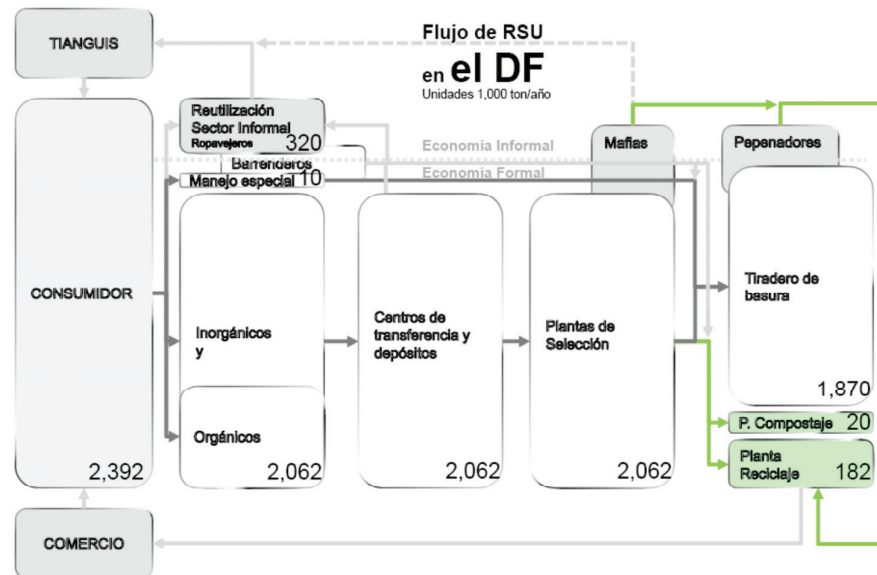 Flujo de RSU
en el DF
Unidades 1,000 ton/año
TIANGUIS
Reutilización
Sector Informal
Ropavejeros 320
Barrenderos
Manejo especial 10
Economía Informal
Economía Formal
Mafias
Pepenadores
CONSUMIDOR
2,392
Inorgánicos
y
Orgánicos
2,062
Centros de
transferencia y
depósitos
2,062
Plantas de
Selección
2,062
Tiradero de
basura
1,870
P. Compostaje 20
Planta
Reciclaje 182
COMERCIO